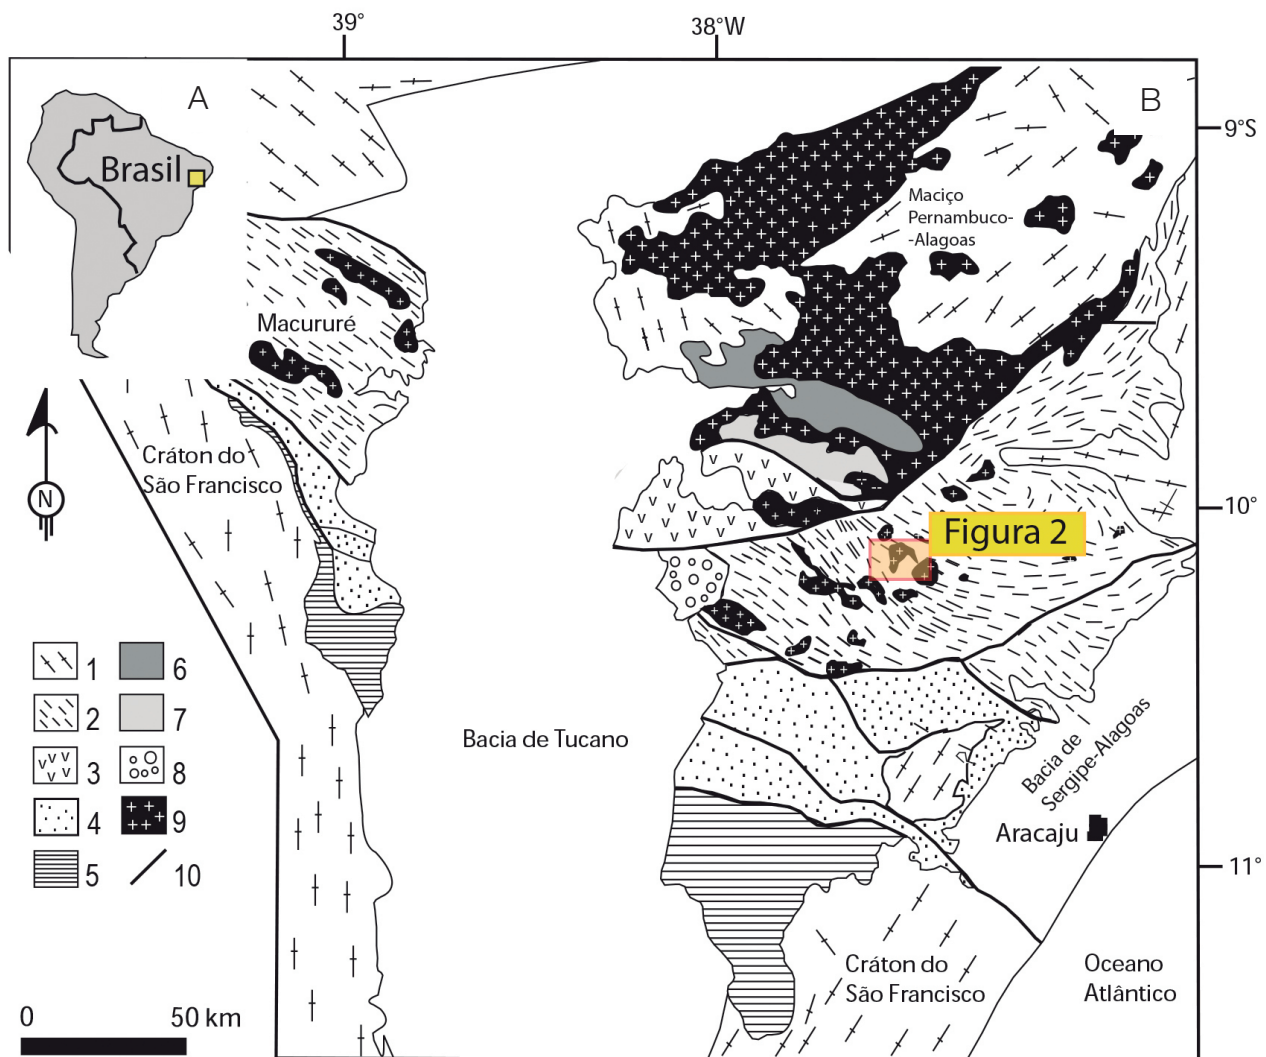 39°
38°W
A
B
9°S
Brasil
Maciço
Pernambuco-
-Alagoas
Macururé
Cráton do
São Francisco
N
10°
Figura 2
1
6
2
7
3
8
4
9
5
10
Bacia de Tucano
Bacia de
Sergipe-Alagoas
Aracaju
11°
Cráton do
São Francisco
Oceano
Atlântico
0
50 km